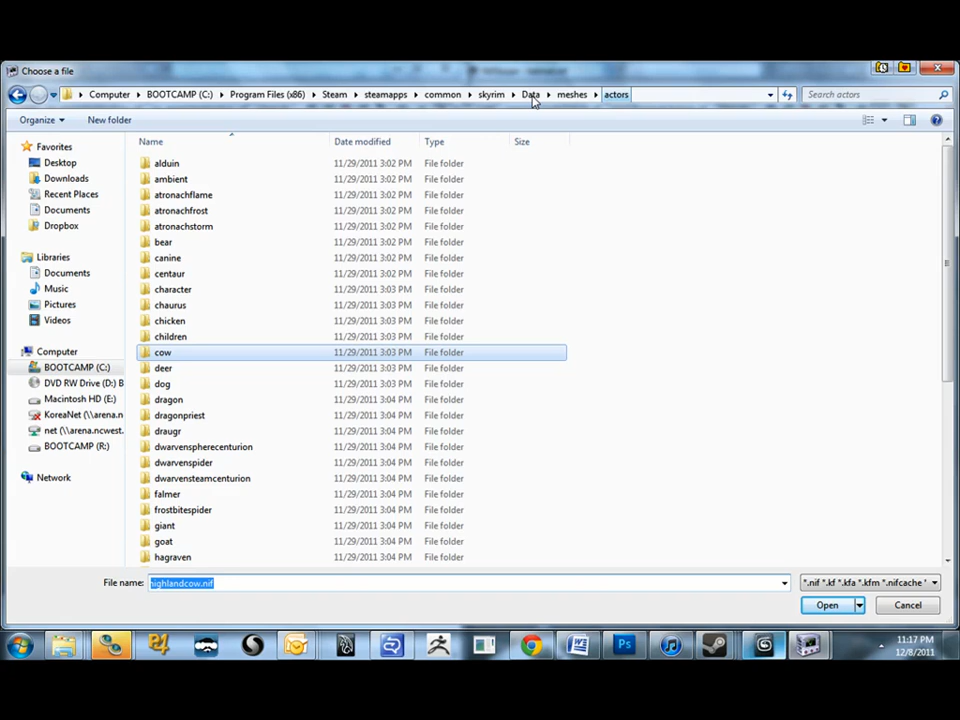 Choose a file
Computer BOOTCAMP (C:) Program Files (x86) Steam steamapps common skyrim Data meshes actors Search actors
Organize New folder
Name Date modified Type Size
Favorites
Desktop
Downloads
Recent Places
Documents
Dropbox
Libraries
Documents
Music
Pictures
Videos
Computer
BOOTCAMP (C:)
DVD RW Drive (D:) B
Macintosh HD (E:)
KoreaNet (\\arena.n
net (\\arena.ncwest.
BOOTCAMP (R:)
Network
alduin 11/29/2011 3:02 PM File folder
ambient 11/29/2011 3:02 PM File folder
atronachflame 11/29/2011 3:02 PM File folder
atronachfrost 11/29/2011 3:02 PM File folder
atronachstorm 11/29/2011 3:02 PM File folder
bear 11/29/2011 3:02 PM File folder
canine 11/29/2011 3:02 PM File folder
centaur 11/29/2011 3:02 PM File folder
character 11/29/2011 3:03 PM File folder
chaurus 11/29/2011 3:03 PM File folder
chicken 11/29/2011 3:03 PM File folder
children 11/29/2011 3:03 PM File folder
cow 11/29/2011 3:03 PM File folder
deer 11/29/2011 3:03 PM File folder
dog 11/29/2011 3:03 PM File folder
dragon 11/29/2011 3:04 PM File folder
dragonpriest 11/29/2011 3:04 PM File folder
draugr 11/29/2011 3:04 PM File folder
dwarvenspherecenturion 11/29/2011 3:04 PM File folder
dwarvenspider 11/29/2011 3:04 PM File folder
dwarvensteamcenturion 11/29/2011 3:04 PM File folder
falmer 11/29/2011 3:04 PM File folder
frostbitespider 11/29/2011 3:04 PM File folder
giant 11/29/2011 3:04 PM File folder
goat 11/29/2011 3:04 PM File folder
hagraven 11/29/2011 3:04 PM File folder
File name: highlandcow.nif *.nif *.kf *.kfa *.kfm *.nifcache
Open Cancel
11:17 PM
12/8/2011